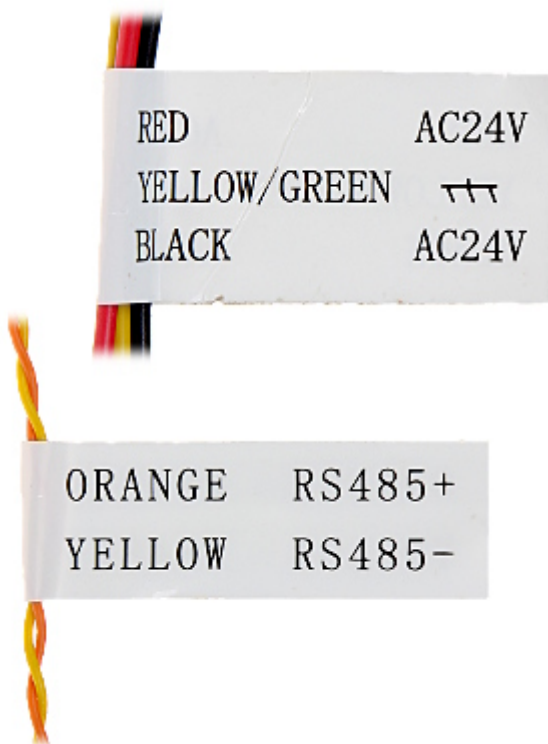 RED AC24V
YELLOW/GREEN
BLACK AC24V
ORANGE RS485+
YELLOW RS485-